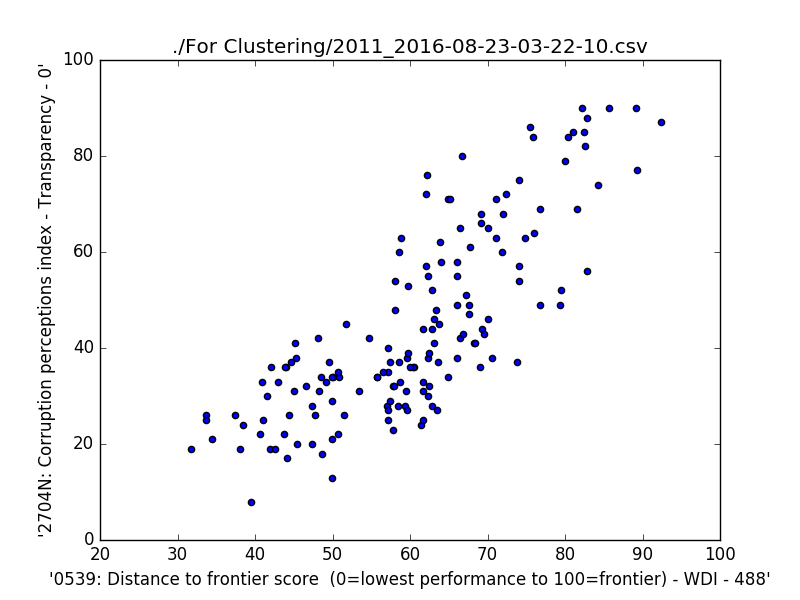 ./For Clustering/2011_2016-08-23-03-22-10.csv
100
80
60
40
20
0
'2704N: Corruption perceptions index - Transparency - 0'
20 30 40 50 60 70 80 90 100
'0539: Distance to frontier score  (0=lowest performance to 100=frontier) - WDI - 488'